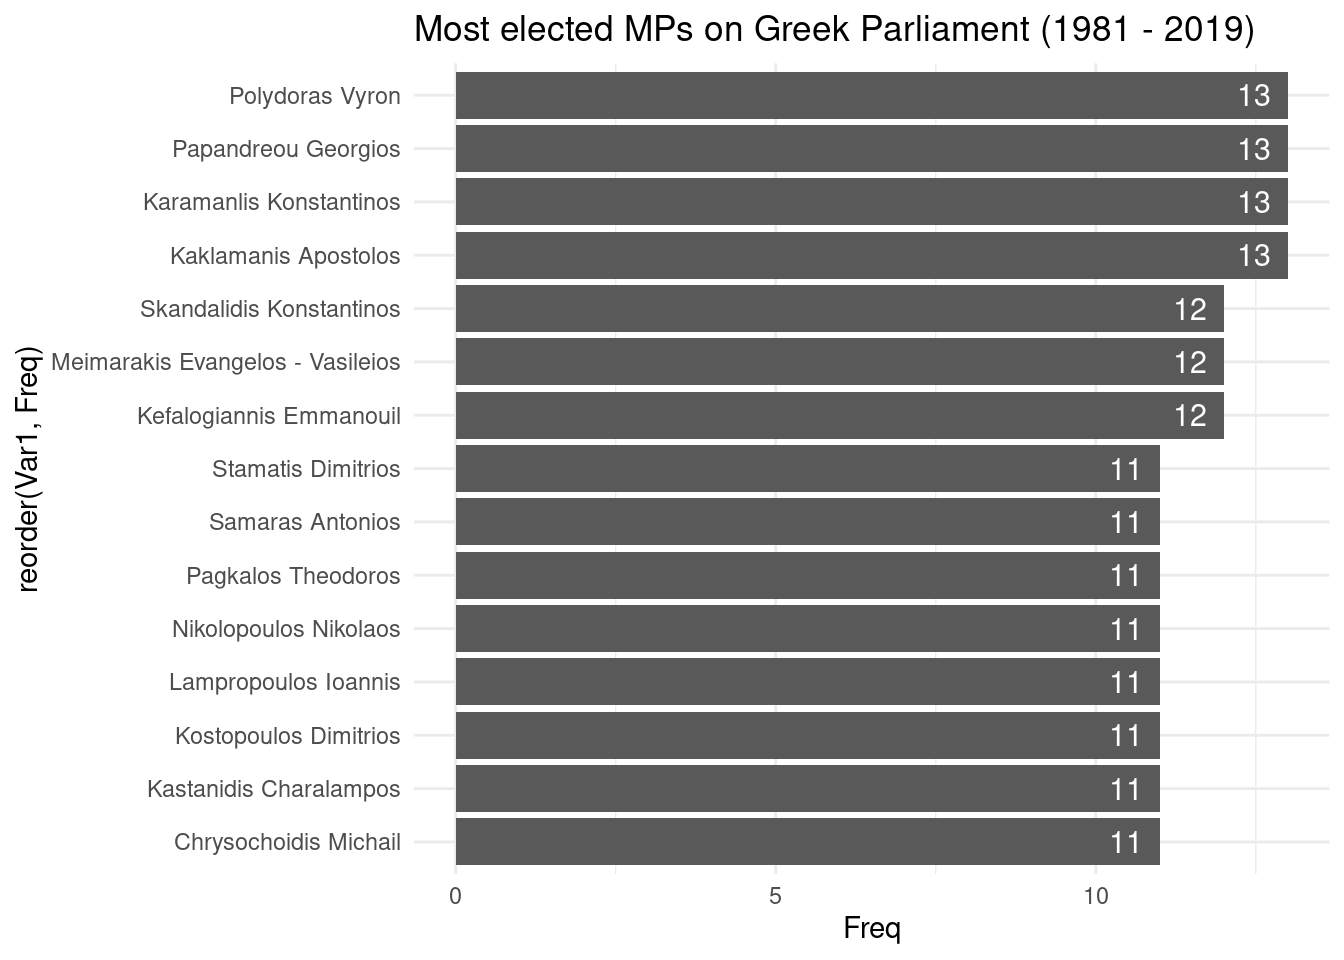 Most elected MPs on Greek Parliament (1981 - 2019)
reorder(Var1, Freq)
Polydoras Vyron 13
Papandreou Georgios 13
Karamanlis Konstantinos 13
Kaklamanis Apostolos 13
Skandalidis Konstantinos 12
Meimarakis Evangelos - Vasileios 12
Kefalogiannis Emmanouil 12
Stamatis Dimitrios 11
Samaras Antonios 11
Pagkalos Theodoros 11
Nikolopoulos Nikolaos 11
Lampropoulos Ioannis 11
Kostopoulos Dimitrios 11
Kastanidis Charalampos 11
Chrysochoidis Michail 11
0 5 10
Freq